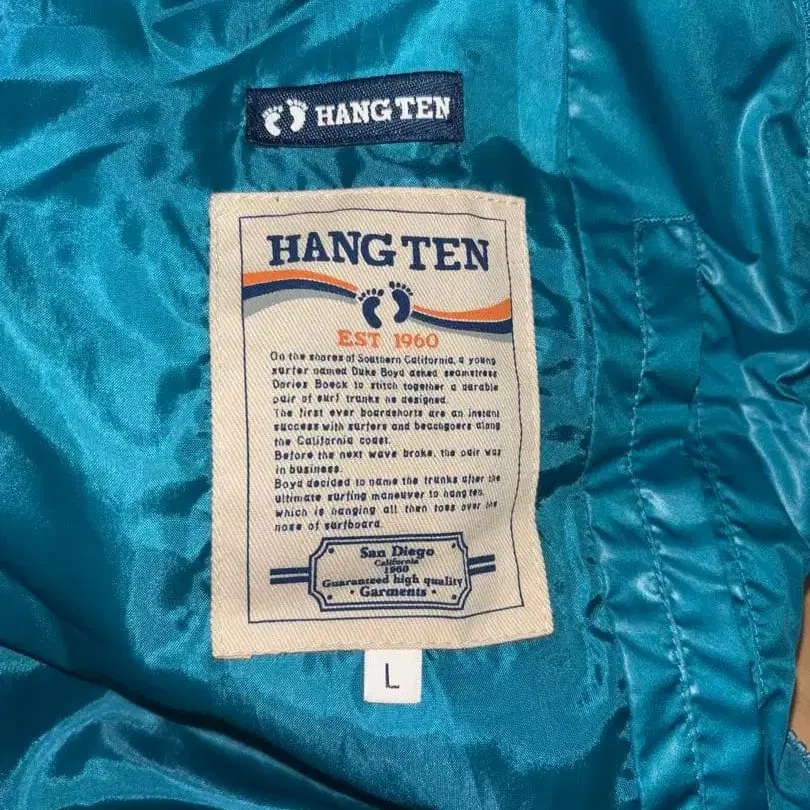 HANG TEN
HANG TEN
EST 1960
On the shores of Southern California, a young
surfer named Duke Boyd asked seamstress
Dories Boeck to stitch together a durable
pair of surf trunks he designed.
The first ever boardshorts are an instant
success with surfers and beachgoers along
the California coast.
Before the next wave broke, the pair was
in business.
Boyd decided to name the trunks after the
ultimate surfing maneuver to hang ten,
which is hanging all then toes over the
nose of surfboard.
San Diego
California
1960
Guaranteed high quality
• Garments •
L